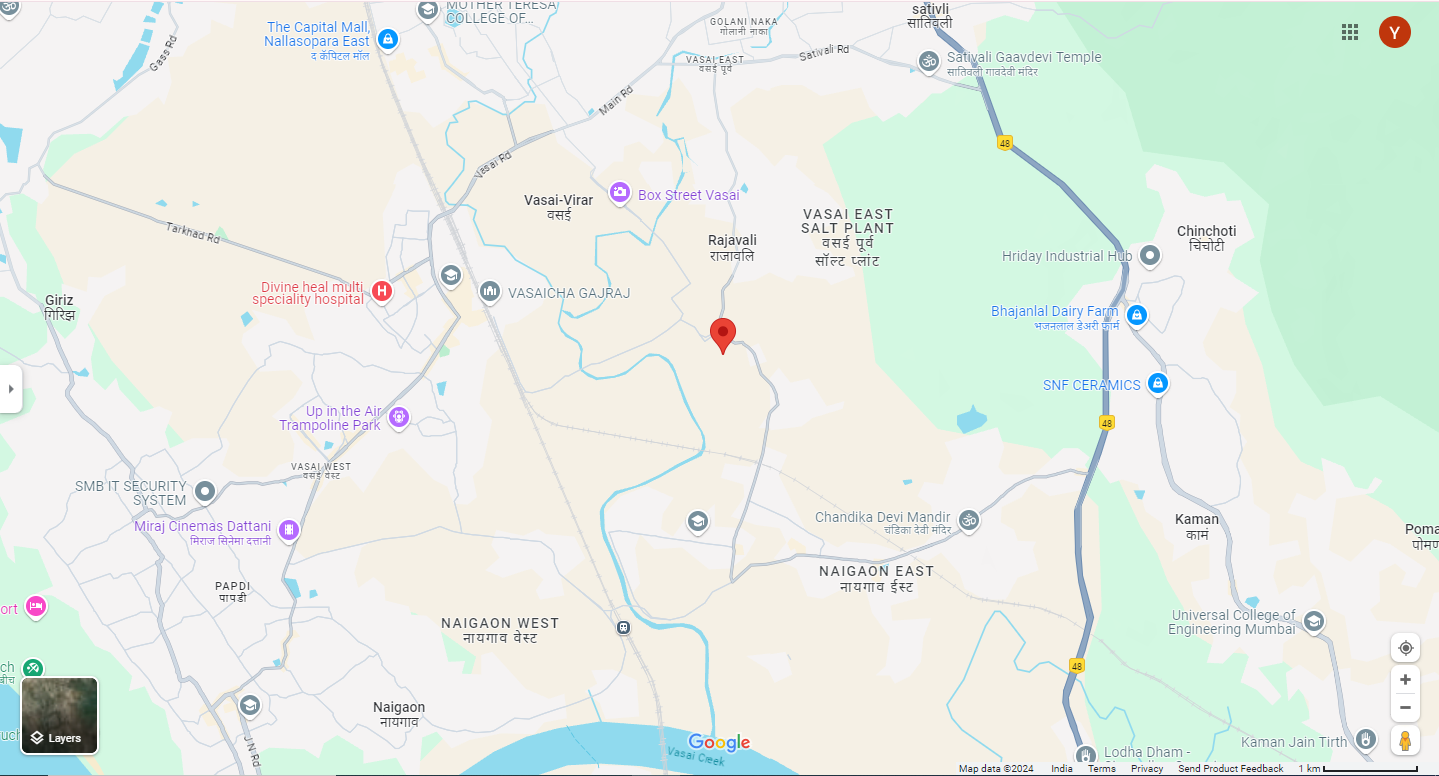 MOTHER TERESA
COLLEGE OF...
सातिवली
The Capital Mall,
Nallasopara East
द कॅपिटल मॉल
GOLANI NAKA
गोलानी नाका
Gass Rd
Sativali Rd
VASAI EAST
वसई पूर्व
Sativali Gaavdevi Temple
सातिवली गावदेवी मंदिर
Y
Main Rd
48
Vasai Rd
Vasai-Virar
वसई
Box Street Vasai
Tarkhad Rd
VASAI EAST
SALT PLANT
वसई पूर्व
सॉल्ट प्लांट
Rajavali
राजावलि
Chinchoti
चिंचोटी
Hriday Industrial Hub
Divine heal multi
speciality hospital
H
VASAICHA GAJRAJ
Giriz
गिरिझ
Bhajanlal Dairy Farm
भजनलाल डेअरी फार्म
SNF CERAMICS
Up in the Air
Trampoline Park
48
VASAI WEST
वसई वेस्ट
SMB IT SECURITY
SYSTEM
Miraj Cinemas Dattani
मिराज सिनेमा दत्तानी
Chandika Devi Mandir
चंडिका देवी मंदिर
Kaman
कामं
Poma
पोमण
PAPDI
पापडी
NAIGAON EAST
नायगाव ईस्ट
ort
NAIGAON WEST
नायगाव वेस्ट
Universal College of
Engineering Mumbai
48
ch
बीच
Layers
Naigaon
नायगाव
J N Rd
Google
Vasai Creek
Lodha Dham -
Kaman Jain Tirth
Map data ©2024 India Terms Privacy Send Product Feedback 1 km